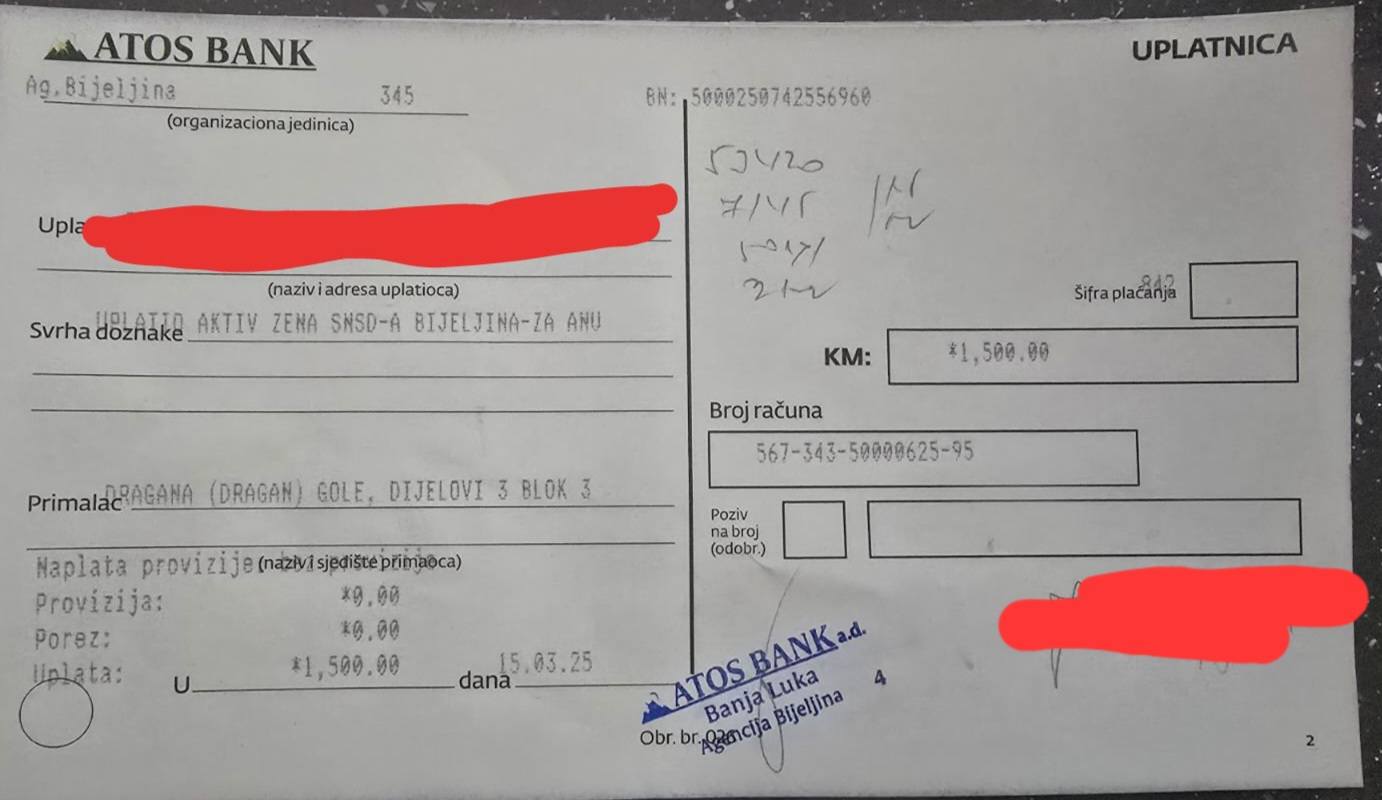 ATOS BANK
UPLATNICA
Ag.Bijeljina 345
BN: 5000250742556960
(organizaciona jedinica)
Upla
(naziv i adresa uplatioca)
Šifra plaćanja 842
Svrha doznake UPLATIO AKTIV ZENA SNSD-A BIJELJINA-ZA ANU
KM: *1,500.00
Broj računa
567-343-50000625-95
Primalac DRAGANA (DRAGAN) GOLE, DIJELOVI 3 BLOK 3
Poziv
na broj
(odobr.)
Naplata provizije
(naziv i sjedište primaoca)
Provizija: *0.00
Porez: *0.00
Uplata: *1,500.00
U dana 15.03.25
ATOS BANK a.d.
Banja Luka 4
Agencija Bijeljina
Obr. br.
2